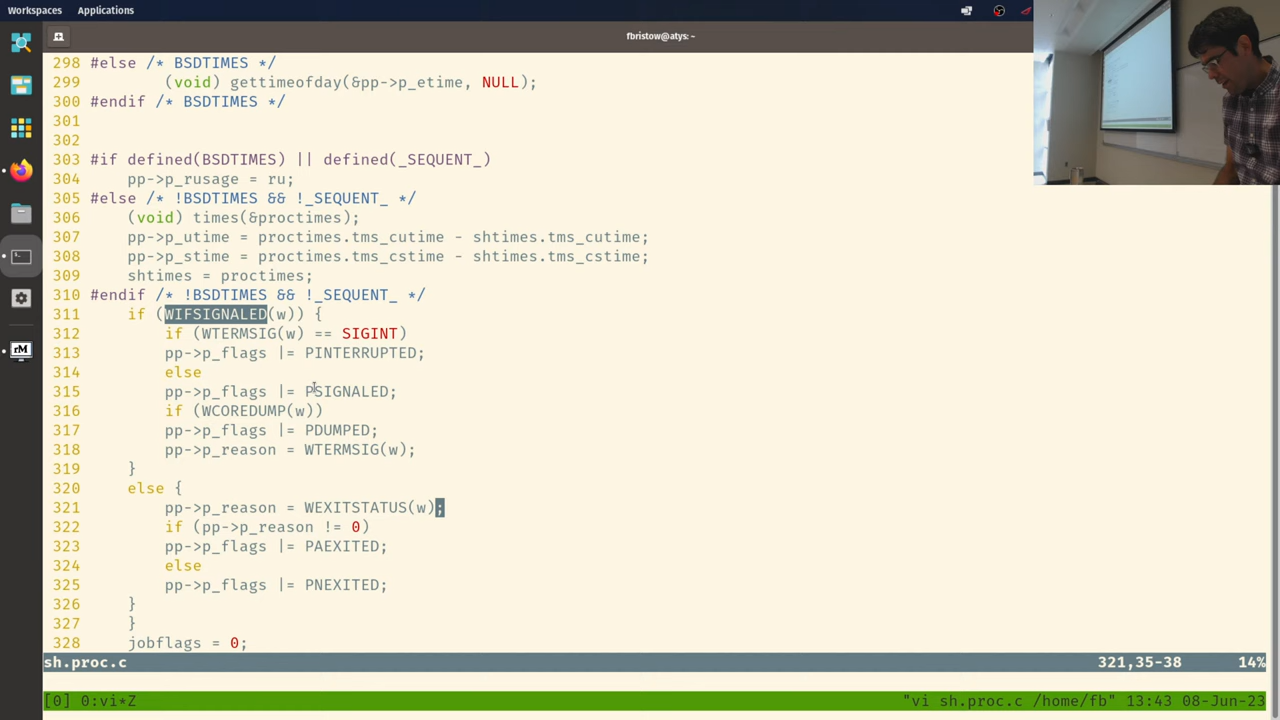 Workspaces Applications
fbristow@atys: ~
298 #else /* BSDTIMES */
299 (void) gettimeofday(&pp->p_etime, NULL);
300 #endif /* BSDTIMES */
301
302
303 #if defined(BSDTIMES) || defined(_SEQUENT_)
304 pp->p_rusage = ru;
305 #else /* !BSDTIMES && !_SEQUENT_ */
306 (void) times(&proctimes);
307 pp->p_utime = proctimes.tms_cutime - shtimes.tms_cutime;
308 pp->p_stime = proctimes.tms_cstime - shtimes.tms_cstime;
309 shtimes = proctimes;
310 #endif /* !BSDTIMES && !_SEQUENT_ */
311 if (WIFSIGNALED(w)) {
312 if (WTERMSIG(w) == SIGINT)
313 pp->p_flags |= PINTERRUPTED;
314 else
315 pp->p_flags |= PSIGNALED;
316 if (WCOREDUMP(w))
317 pp->p_flags |= PDUMPED;
318 pp->p_reason = WTERMSIG(w);
319 }
320 else {
321 pp->p_reason = WEXITSTATUS(w);
322 if (pp->p_reason != 0)
323 pp->p_flags |= PAEXITED;
324 else
325 pp->p_flags |= PNEXITED;
326 }
327 }
328 jobflags = 0;
sh.proc.c 321,35-38 14%
[0] 0:vi*Z "vi sh.proc.c /home/fb" 13:43 08-Jun-23
rM